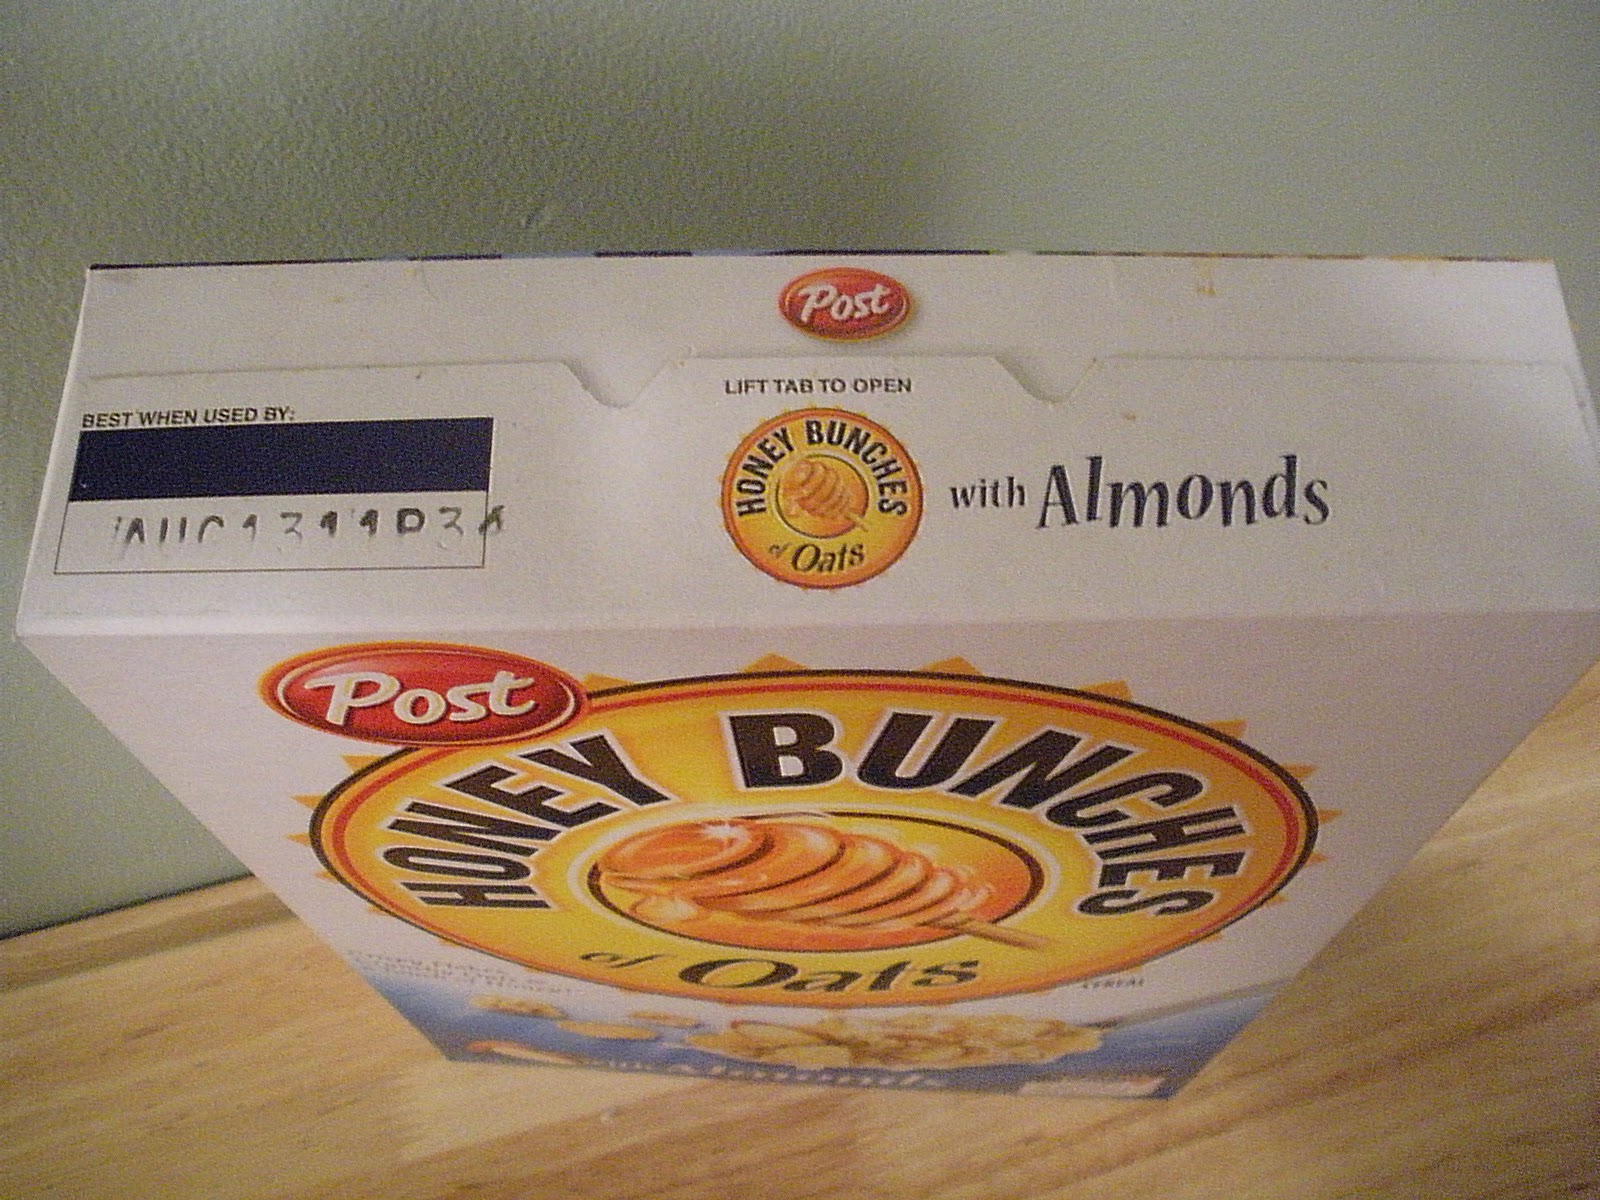 Post
LIFT TAB TO OPEN
BEST WHEN USED BY:
HONEY BUNCHES
of Oats
with Almonds
Post
HONEY BUNCHES
of Oats
CEREAL